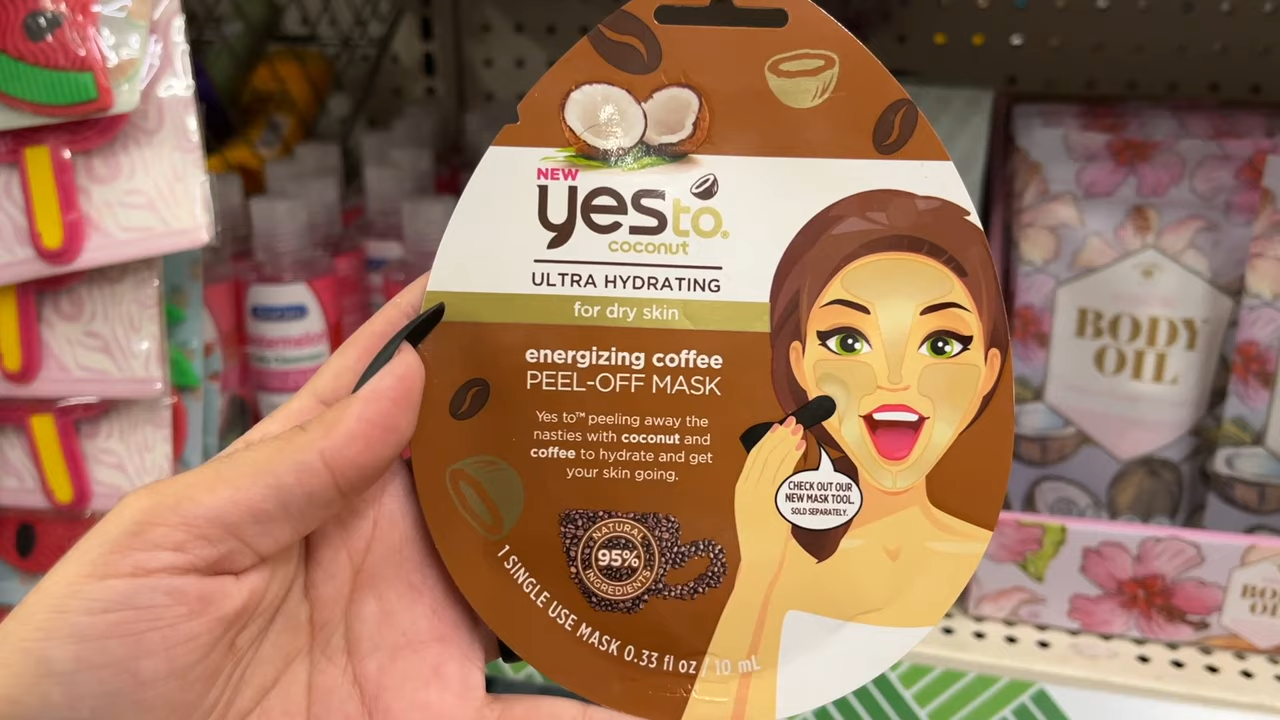 NEW
yes to®
coconut
ULTRA HYDRATING
for dry skin
energizing coffee
PEEL-OFF MASK
Yes to™ peeling away the
nasties with coconut and
coffee to hydrate and get
your skin going.
CHECK OUT OUR
NEW MASK TOOL.
SOLD SEPARATELY.
NATURAL
95%
INGREDIENTS
1 SINGLE USE MASK 0.33 fl oz / 10 mL
BODY
OIL